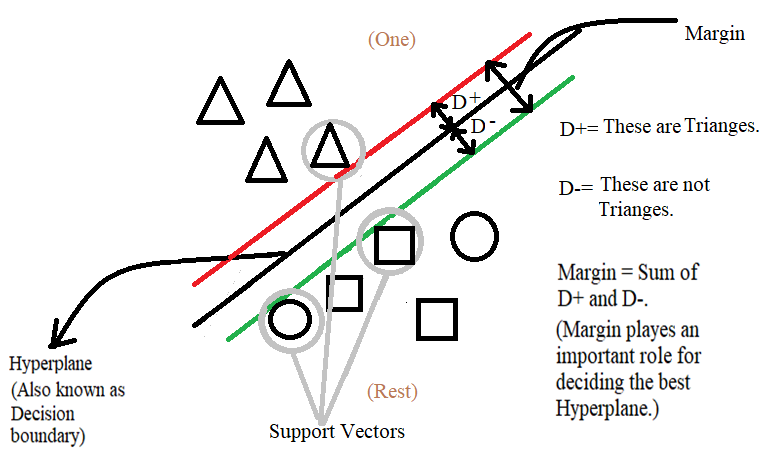 (One)
Margin
D+
D-
D+= These are Trianges.
D-= These are not
Trianges.
Margin = Sum of
D+ and D-.
(Margin playes an
important role for
deciding the best
Hyperplane.)
Hyperplane
(Also known as
Decision
boundary)
(Rest)
Support Vectors